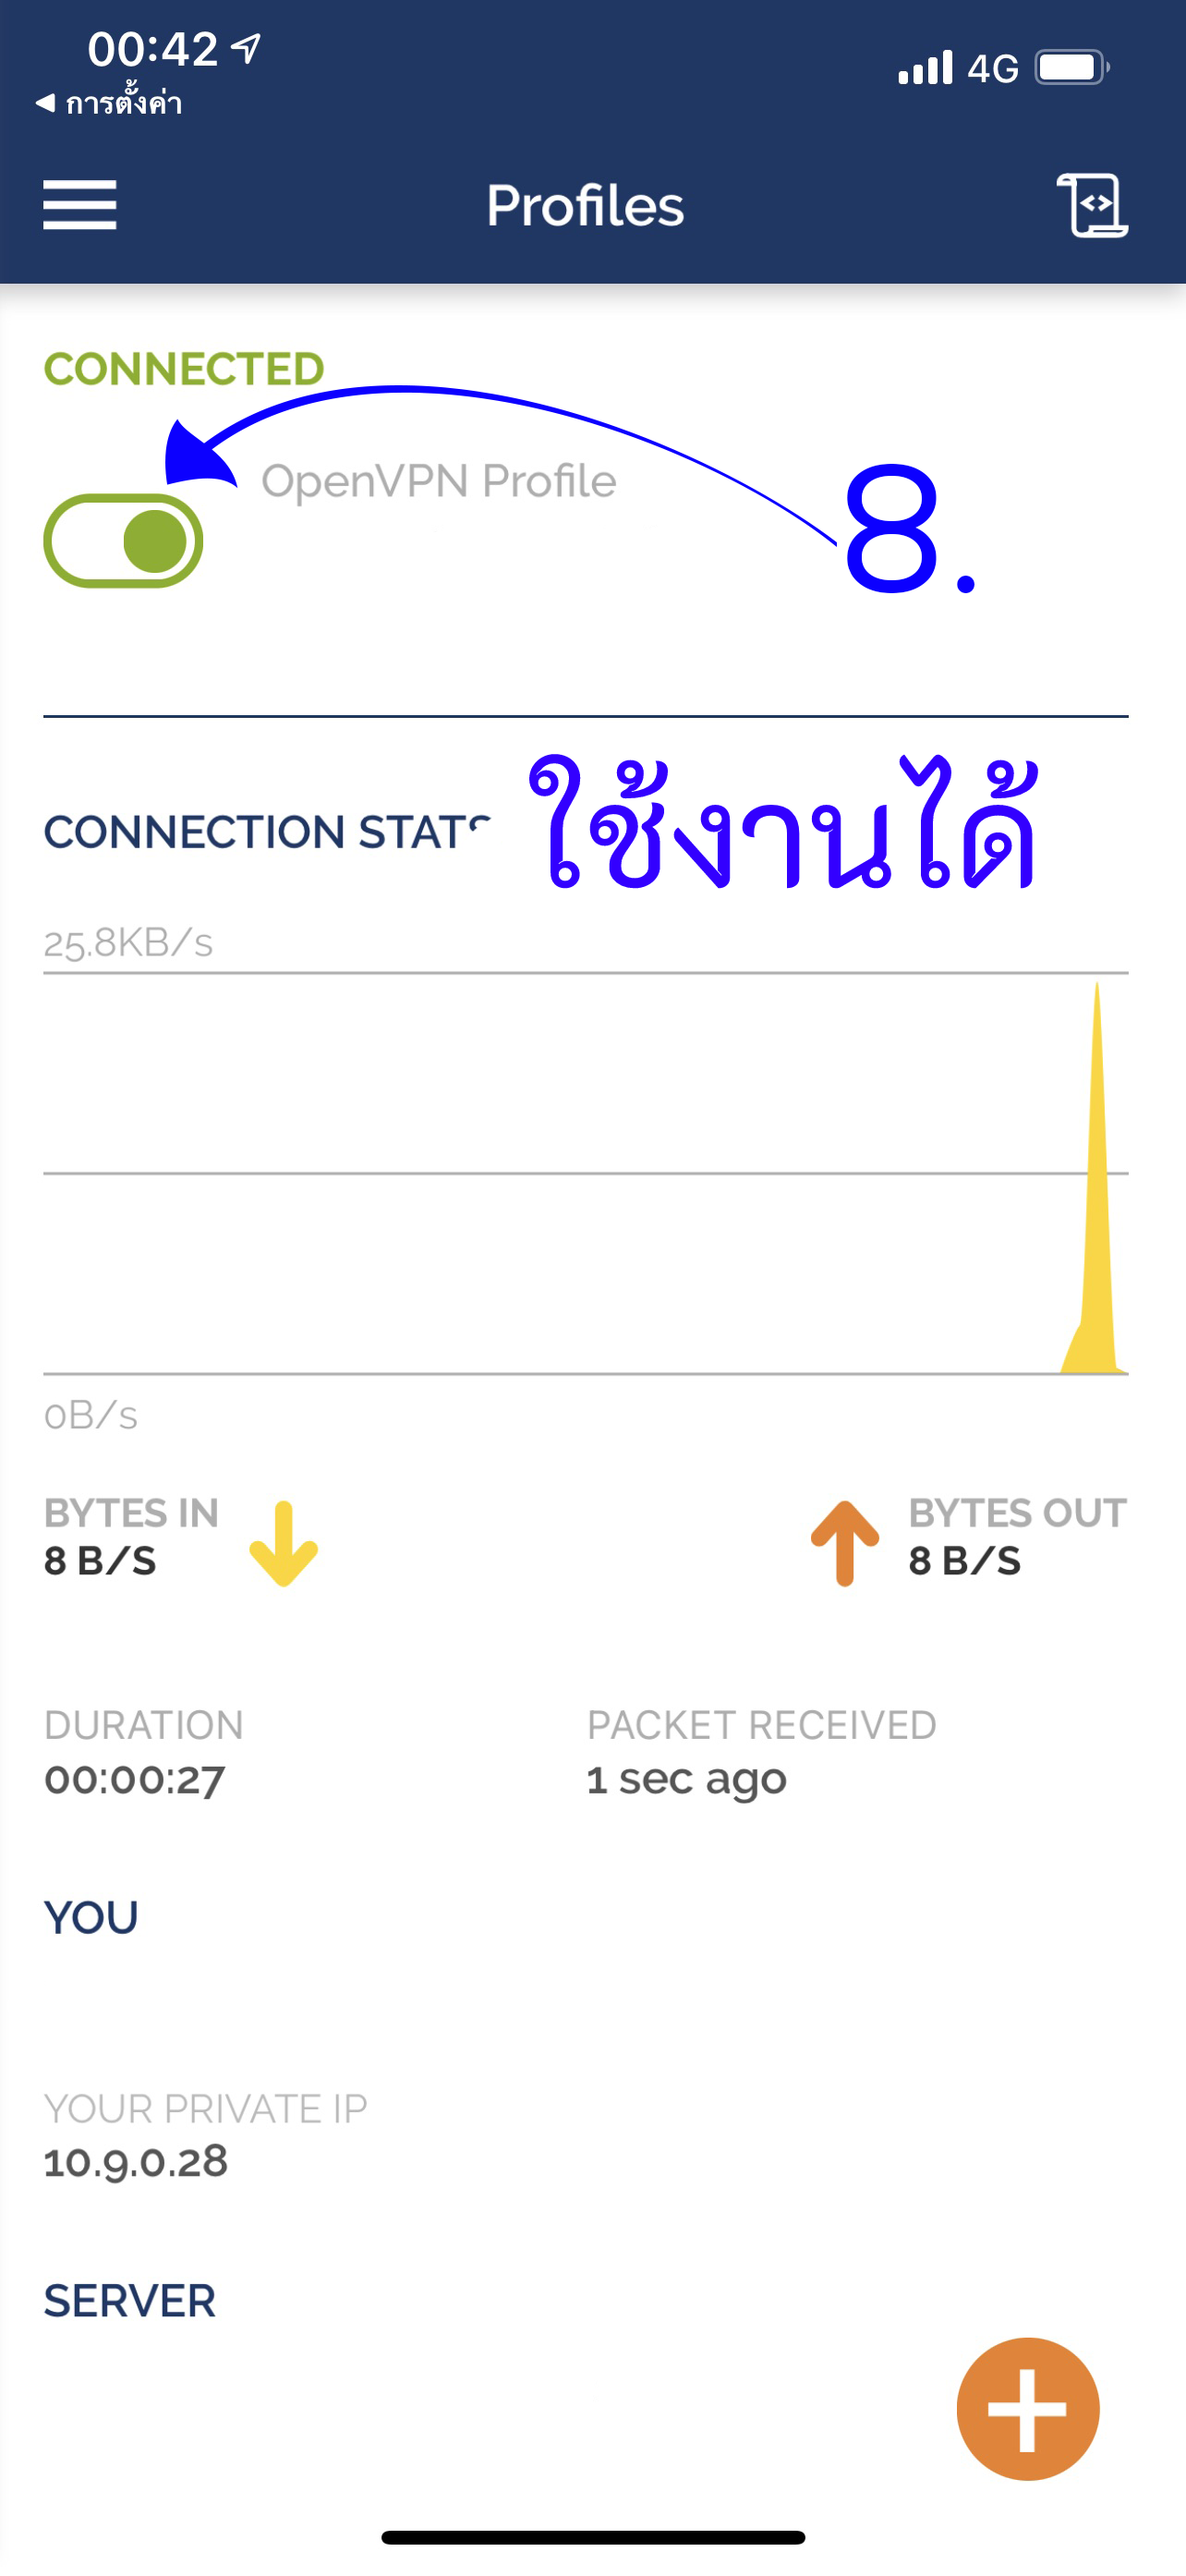 00:42
4G
การตั้งค่า
Profiles
CONNECTED
OpenVPN Profile
8.
ใช้งานได้
CONNECTION STATS
25.8KB/s
0B/s
BYTES IN
8 B/S
BYTES OUT
8 B/S
DURATION
00:00:27
PACKET RECEIVED
1 sec ago
YOU
YOUR PRIVATE IP
10.9.0.28
SERVER